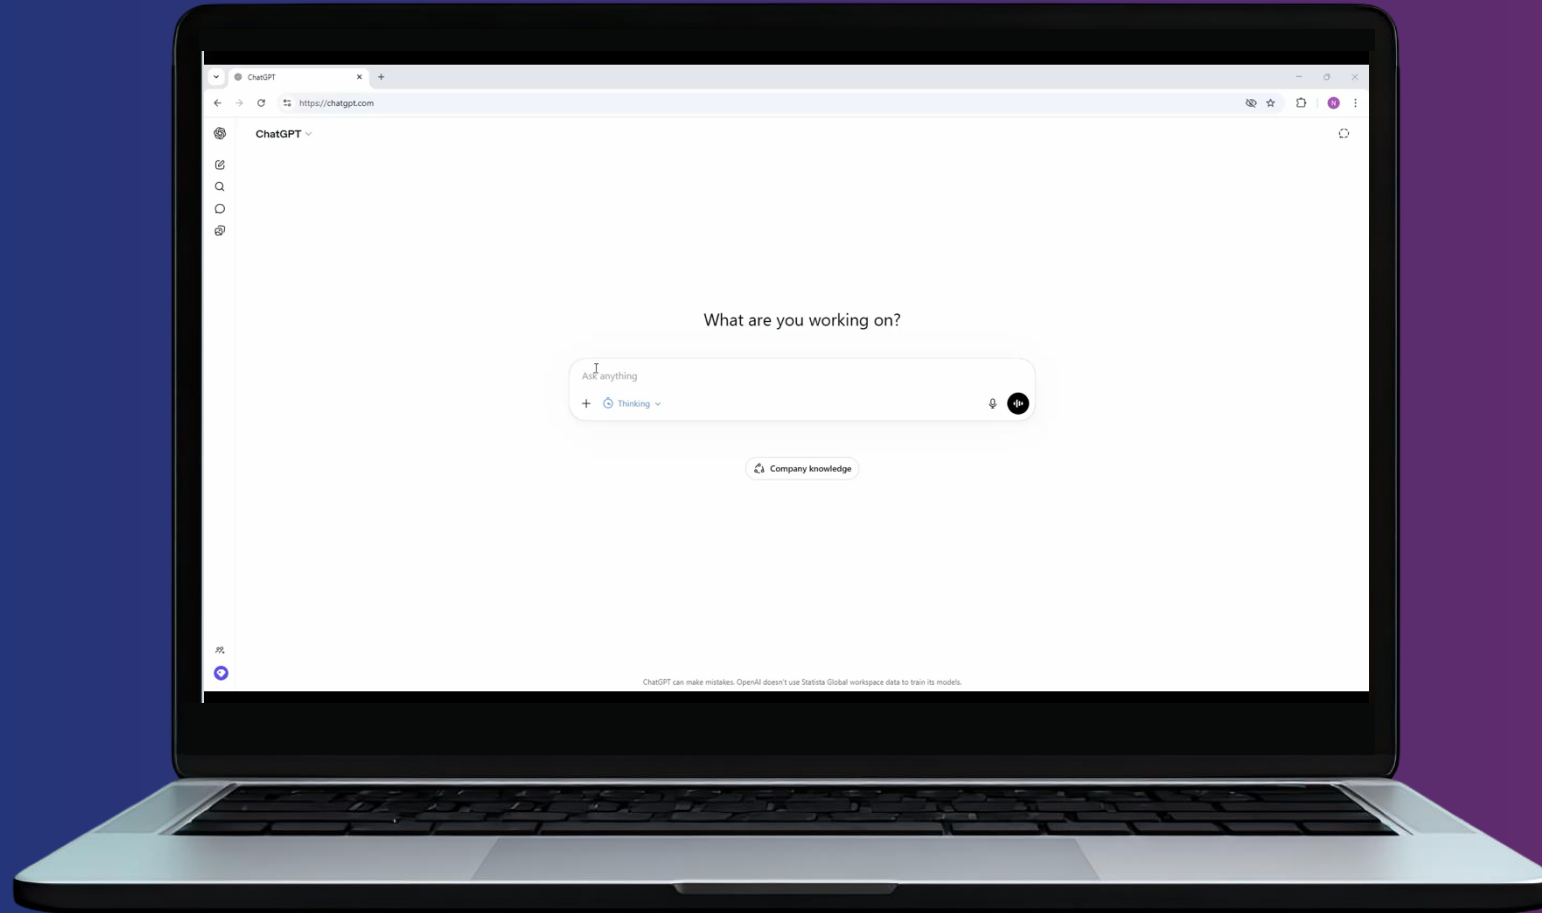 ChatGPT
https://chatgpt.com
N
ChatGPT
What are you working on?
Ask anything
Thinking
Company knowledge
ChatGPT can make mistakes. OpenAI doesn't use Statista Global workspace data to train its models.